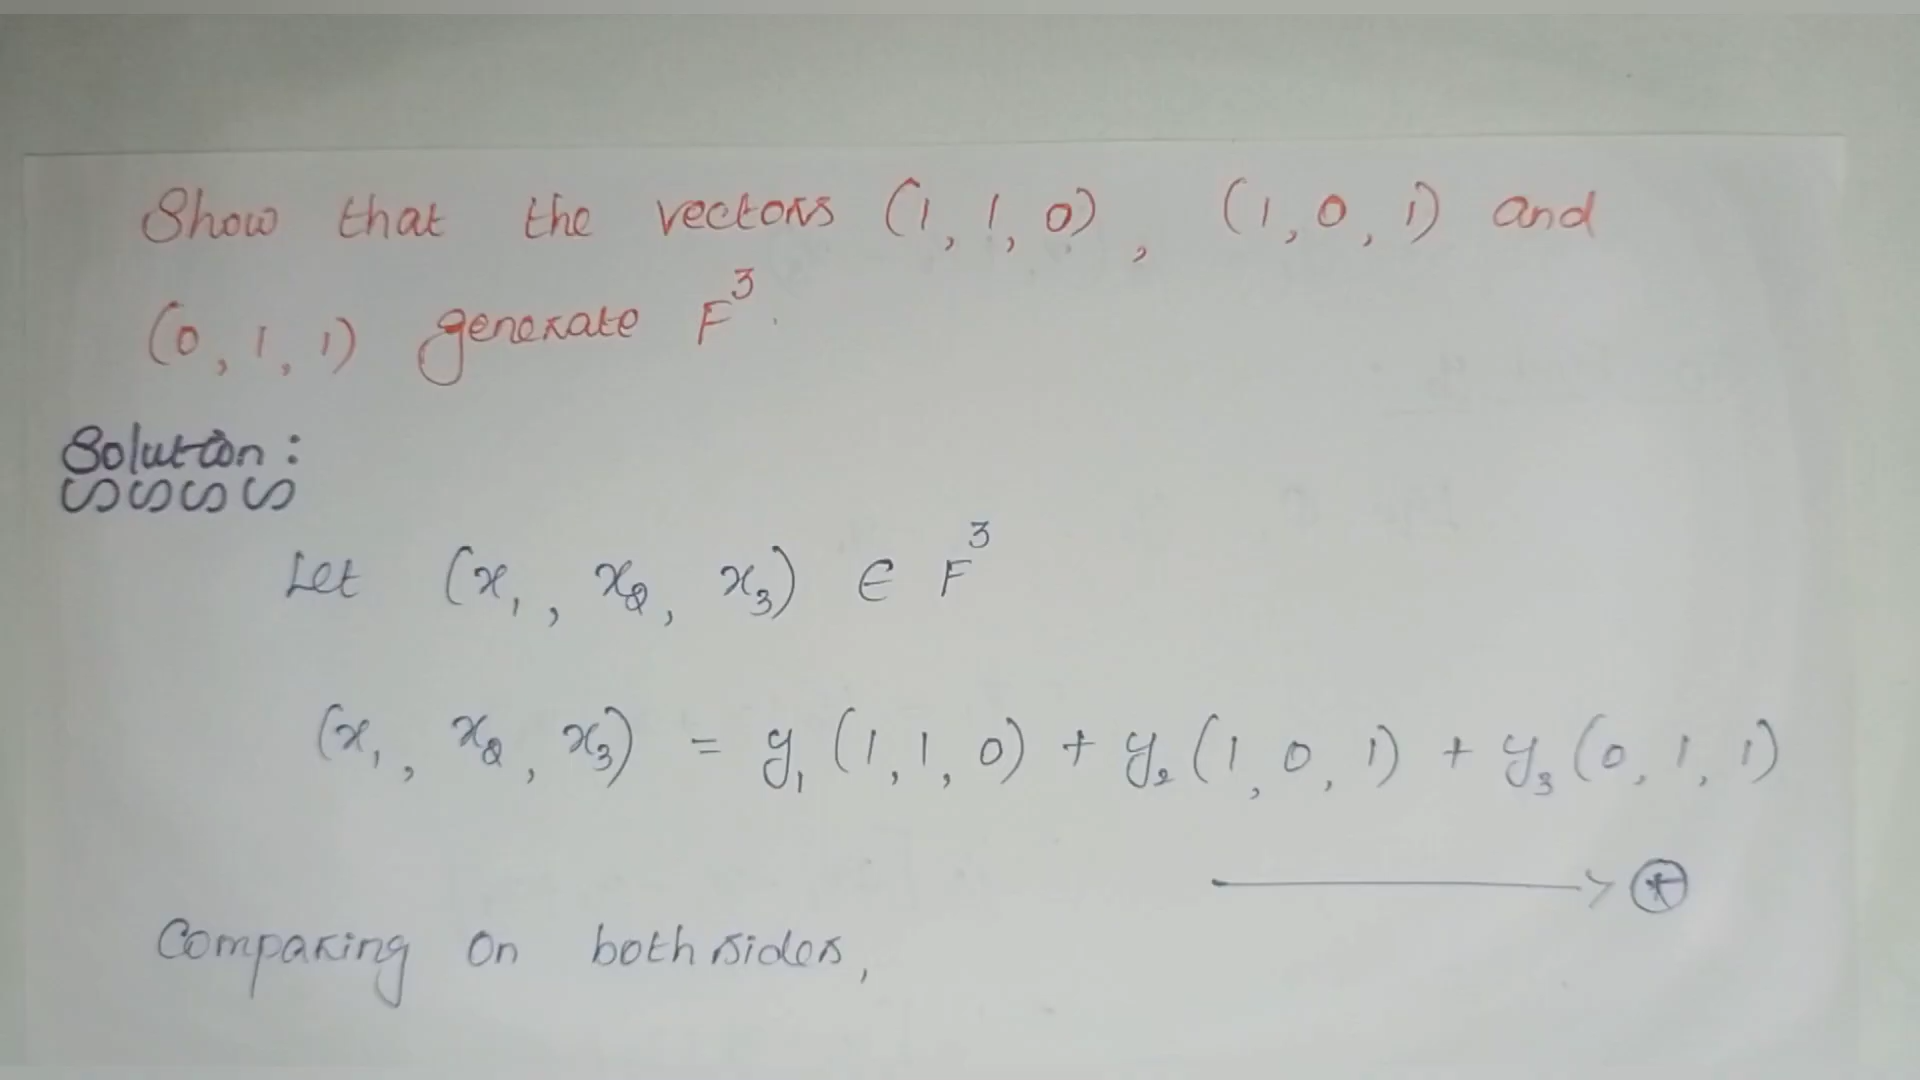 Show that the vectors (1, 1, 0), (1, 0, 1) and
(0, 1, 1) generate F³.
Solution:
Let (x₁, x₂, x₃) ∈ F³
(x₁, x₂, x₃) = y₁(1, 1, 0) + y₂(1, 0, 1) + y₃(0, 1, 1)
⟶ ⊛
Comparing on both sides,